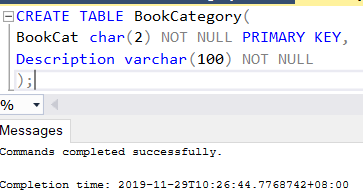 CREATE TABLE BookCategory(
BookCat char(2) NOT NULL PRIMARY KEY,
Description varchar(100) NOT NULL
);
%
Messages
Commands completed successfully.
Completion time: 2019-11-29T10:26:44.7768742+08:00